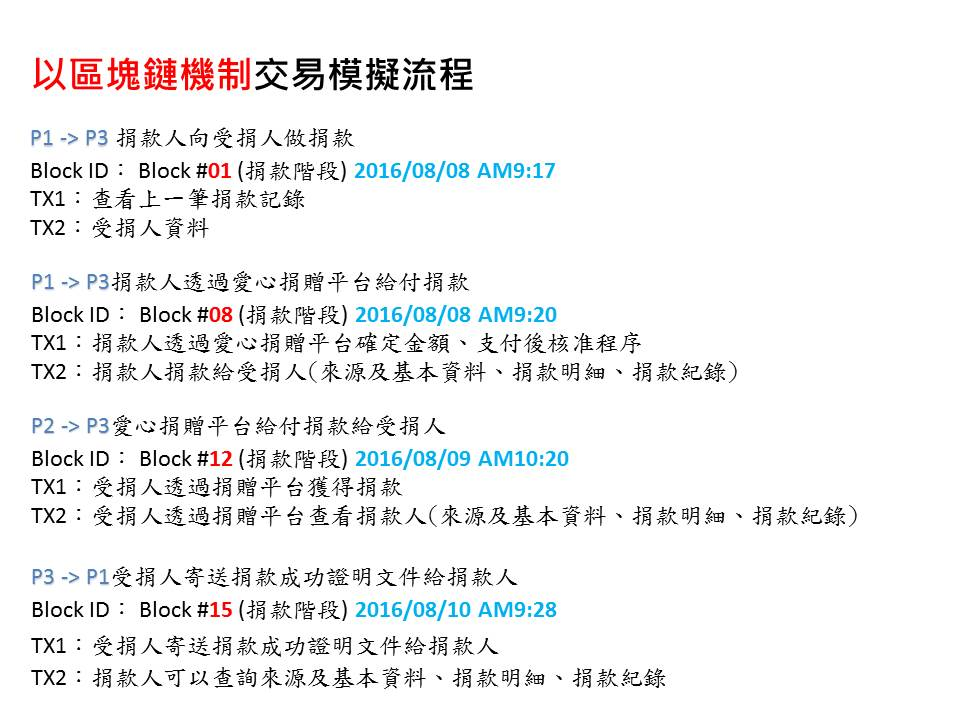 以區塊鏈機制交易模擬流程
P1 -> P3 捐款人向受捐人做捐款
Block ID： Block #01 (捐款階段) 2016/08/08 AM9:17
TX1：查看上一筆捐款記錄
TX2：受捐人資料
P1 -> P3捐款人透過愛心捐贈平台給付捐款
Block ID： Block #08 (捐款階段) 2016/08/08 AM9:20
TX1：捐款人透過愛心捐贈平台確定金額、支付後核准程序
TX2：捐款人捐款給受捐人(來源及基本資料、捐款明細、捐款紀錄)
P2 -> P3愛心捐贈平台給付捐款給受捐人
Block ID： Block #12 (捐款階段) 2016/08/09 AM10:20
TX1：受捐人透過捐贈平台獲得捐款
TX2：受捐人透過捐贈平台查看捐款人(來源及基本資料、捐款明細、捐款紀錄)
P3 -> P1受捐人寄送捐款成功證明文件給捐款人
Block ID： Block #15 (捐款階段) 2016/08/10 AM9:28
TX1：受捐人寄送捐款成功證明文件給捐款人
TX2：捐款人可以查詢來源及基本資料、捐款明細、捐款紀錄